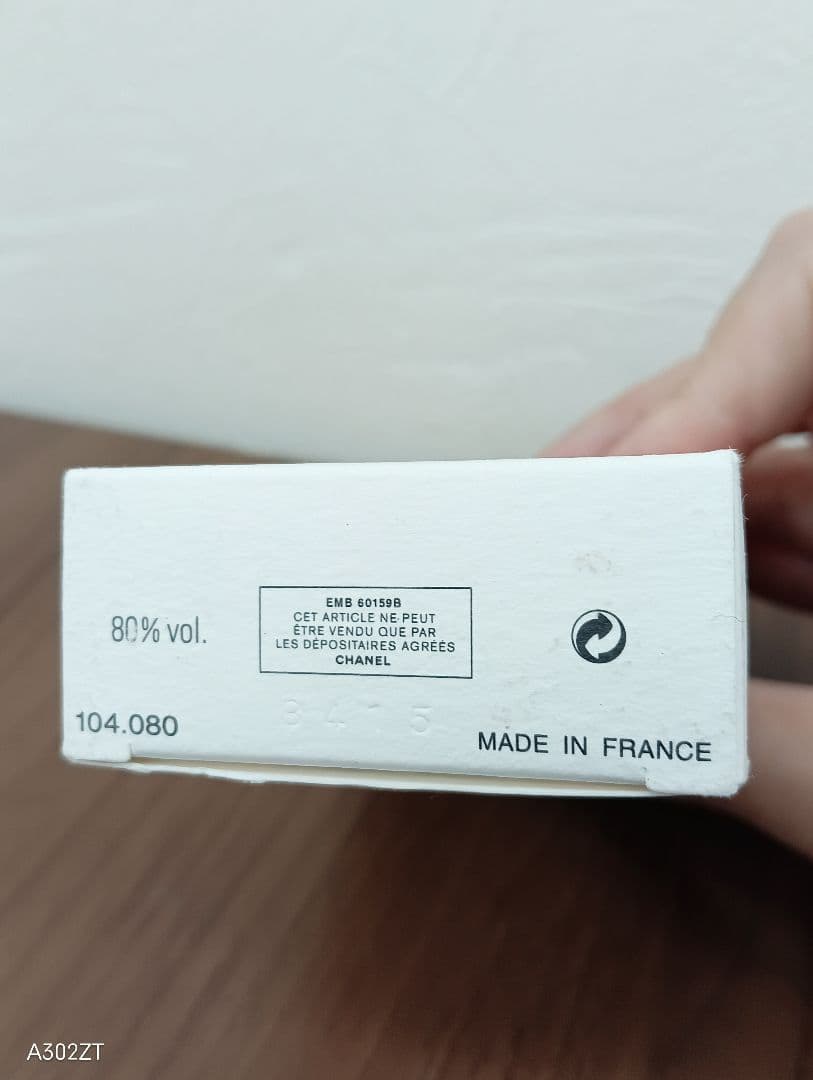 80% vol.
EMB 60159B
CET ARTICLE NE PEUT
ÊTRE VENDU QUE PAR
LES DÉPOSITAIRES AGRÉÉS
CHANEL
104.080
MADE IN FRANCE
A302ZT